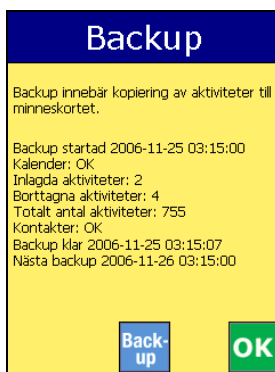 Backup
Backup innebär kopiering av aktiviteter till
minneskortet.
Backup startad 2006-11-25 03:15:00
Kalender: OK
Inlagda aktiviteter: 2
Borttagna aktiviteter: 4
Totalt antal aktiviteter: 755
Kontakter: OK
Backup klar 2006-11-25 03:15:07
Nästa backup 2006-11-26 03:15:00
Back-
up
OK